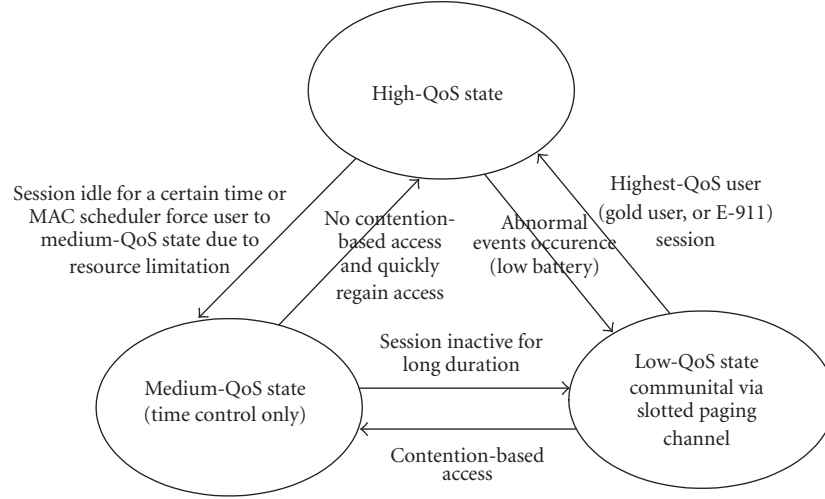 High-QoS state
Session idle for a certain time or
MAC scheduler force user to
medium-QoS state due to
resource limitation
No contention-
based access
and quickly
regain access
Abnormal
events occurence
(low battery)
Highest-QoS user
(gold user, or E-911)
session
Medium-QoS state
(time control only)
Session inactive for
long duration
Contention-based
access
Low-QoS state
communital via
slotted paging
channel